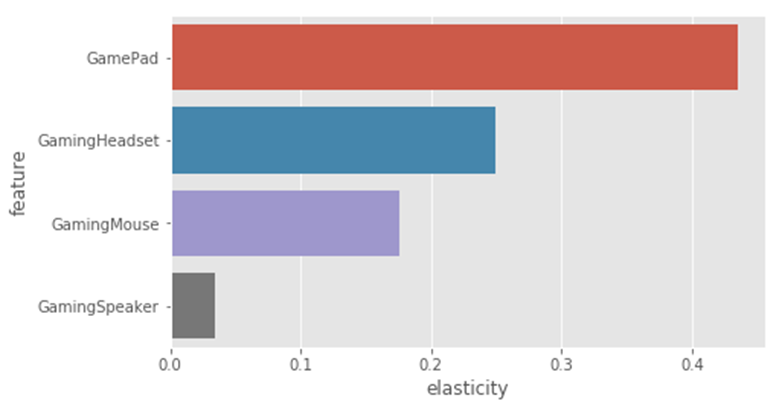 GamePad
GamingHeadset
GamingMouse
GamingSpeaker
feature
0.0 0.1 0.2 0.3 0.4
elasticity